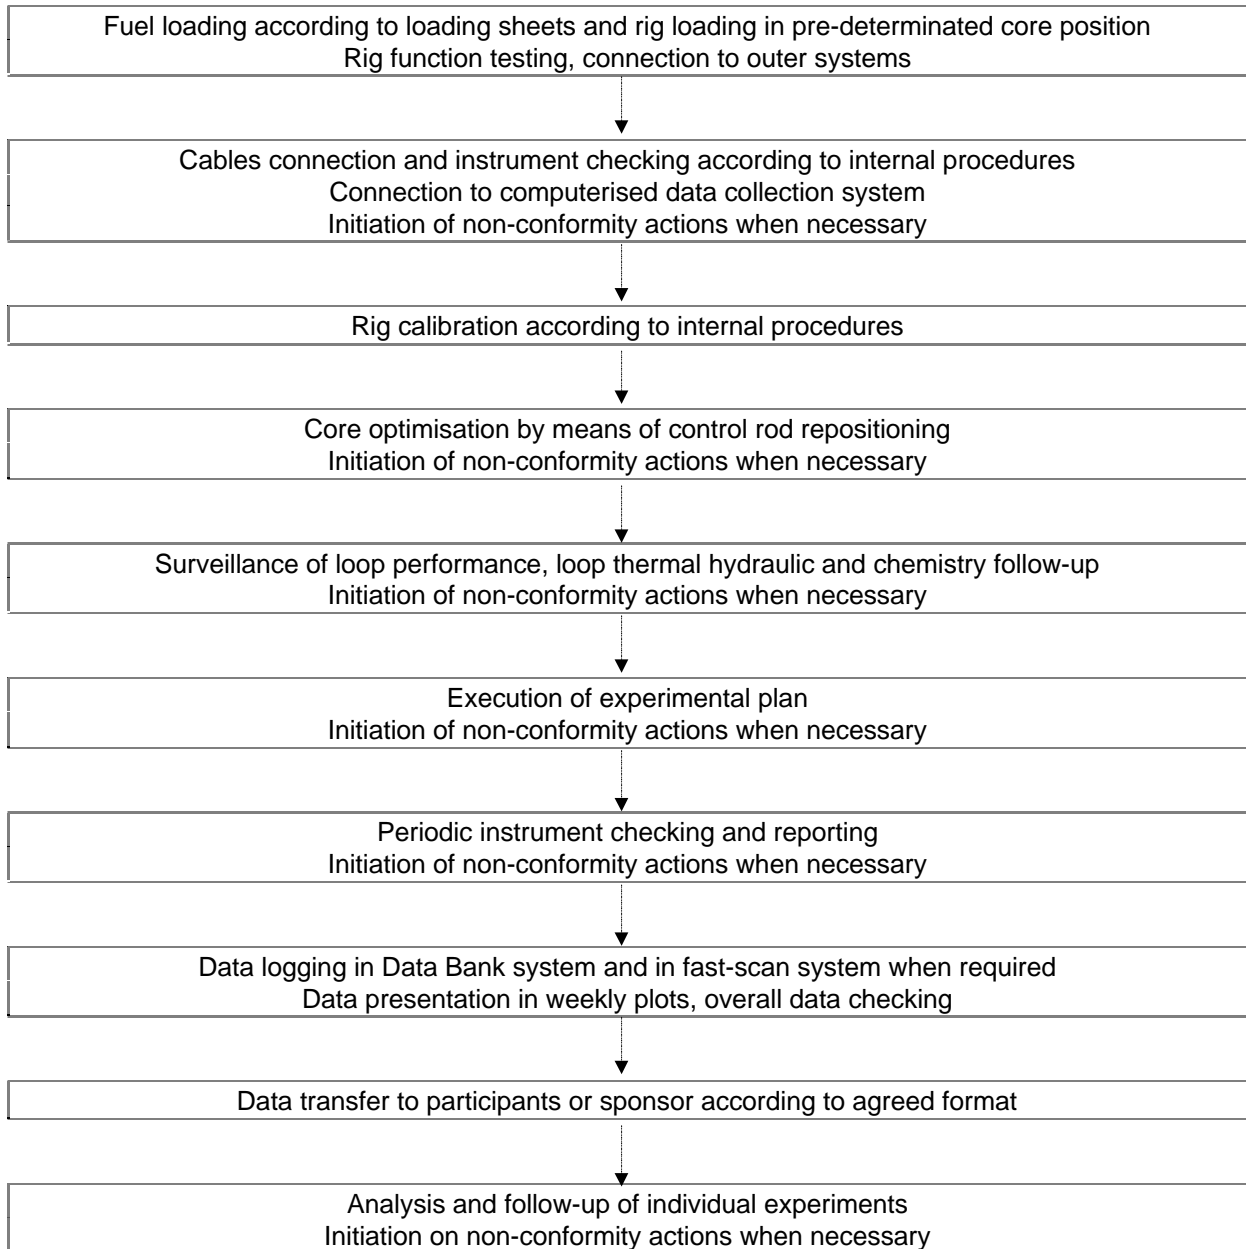 Fuel loading according to loading sheets and rig loading in pre-determinated core position
Rig function testing, connection to outer systems
Cables connection and instrument checking according to internal procedures
Connection to computerised data collection system
Initiation of non-conformity actions when necessary
Rig calibration according to internal procedures
Core optimisation by means of control rod repositioning
Initiation of non-conformity actions when necessary
Surveillance of loop performance, loop thermal hydraulic and chemistry follow-up
Initiation of non-conformity actions when necessary
Execution of experimental plan
Initiation of non-conformity actions when necessary
Periodic instrument checking and reporting
Initiation of non-conformity actions when necessary
Data logging in Data Bank system and in fast-scan system when required
Data presentation in weekly plots, overall data checking
Data transfer to participants or sponsor according to agreed format
Analysis and follow-up of individual experiments
Initiation on non-conformity actions when necessary